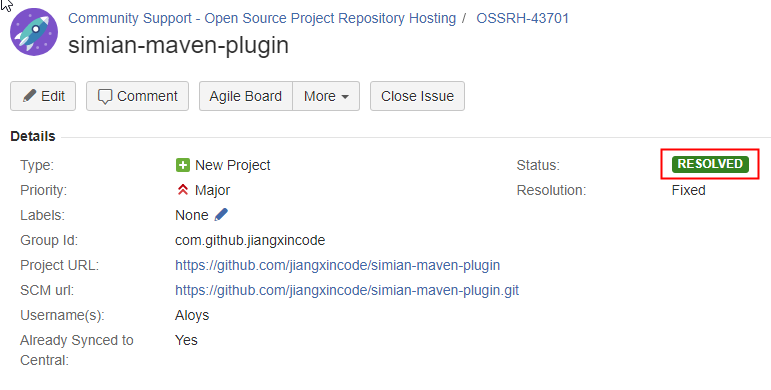 Community Support - Open Source Project Repository Hosting / OSSRH-43701
simian-maven-plugin
Edit Comment Agile Board More Close Issue
Details
Type: New Project Status: RESOLVED
Priority: Major Resolution: Fixed
Labels: None
Group Id: com.github.jiangxincode
Project URL: https://github.com/jiangxincode/simian-maven-plugin
SCM url: https://github.com/jiangxincode/simian-maven-plugin.git
Username(s): Aloys
Already Synced to Yes
Central: